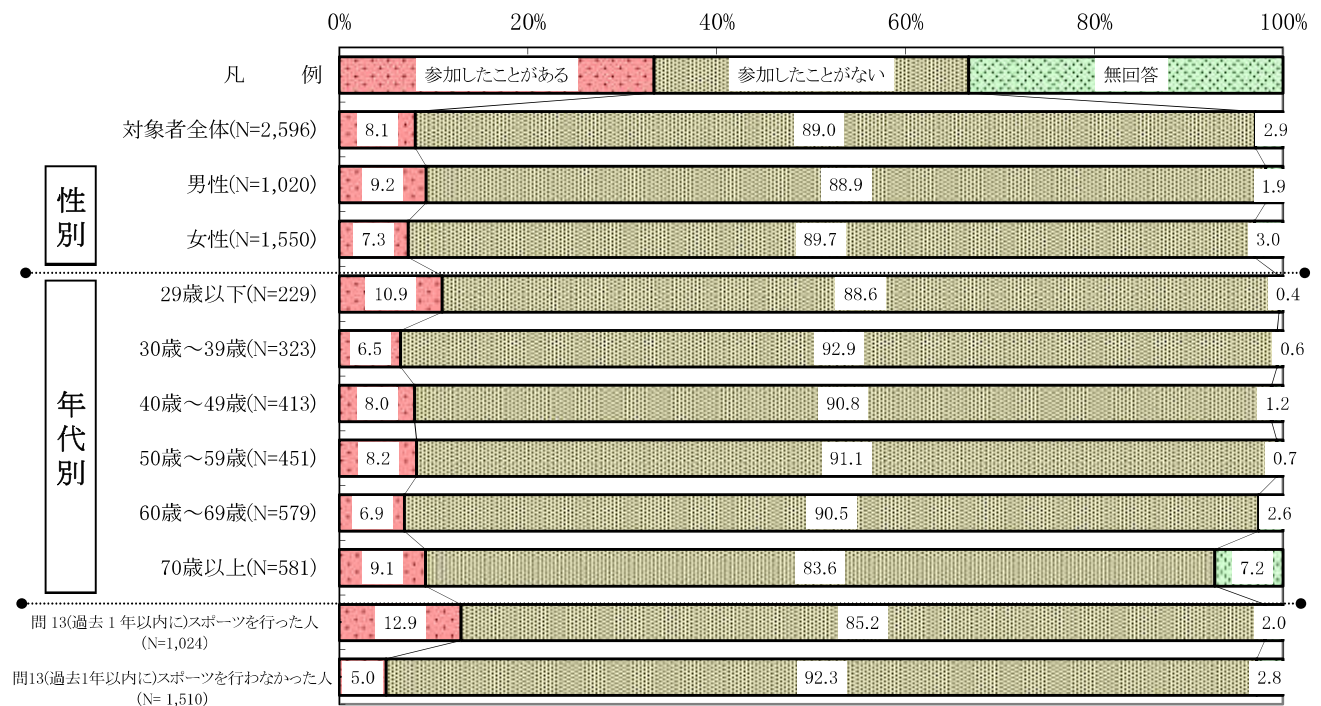 0% 20% 40% 60% 80% 100%
凡 例 参加したことがある 参加したことがない 無回答
対象者全体(N=2,596) 8.1 89.0 2.9
性別
男性(N=1,020) 9.2 88.9 1.9
女性(N=1,550) 7.3 89.7 3.0
年代別
29歳以下(N=229) 10.9 88.6 0.4
30歳～39歳(N=323) 6.5 92.9 0.6
40歳～49歳(N=413) 8.0 90.8 1.2
50歳～59歳(N=451) 8.2 91.1 0.7
60歳～69歳(N=579) 6.9 90.5 2.6
70歳以上(N=581) 9.1 83.6 7.2
問13(過去1年以内に)スポーツを行った人 12.9 85.2 2.0
(N=1,024)
問13(過去1年以内に)スポーツを行わなかった人 5.0 92.3 2.8
(N= 1,510)